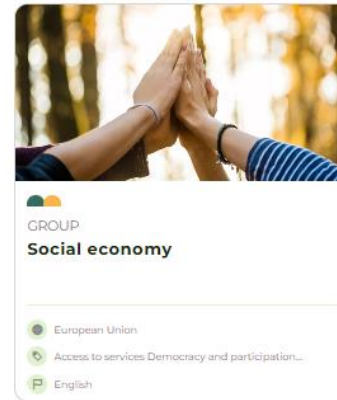 GROUP
Social economy
European Union
Access to services Democracy and participation...
English